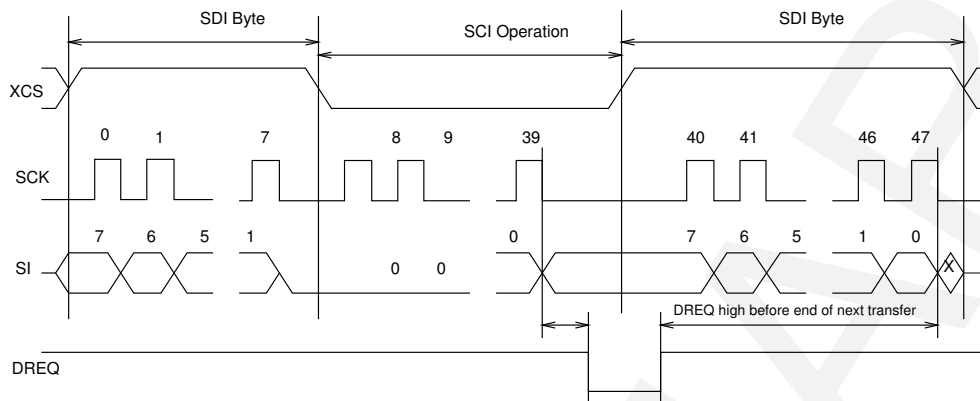 SDI Byte SCI Operation SDI Byte
XCS
0 1 7 8 9 39 40 41 46 47
SCK
7 6 5 1 0 7 6 5 1 0
SI 0 0 X
DREQ high before end of next transfer
DREQ